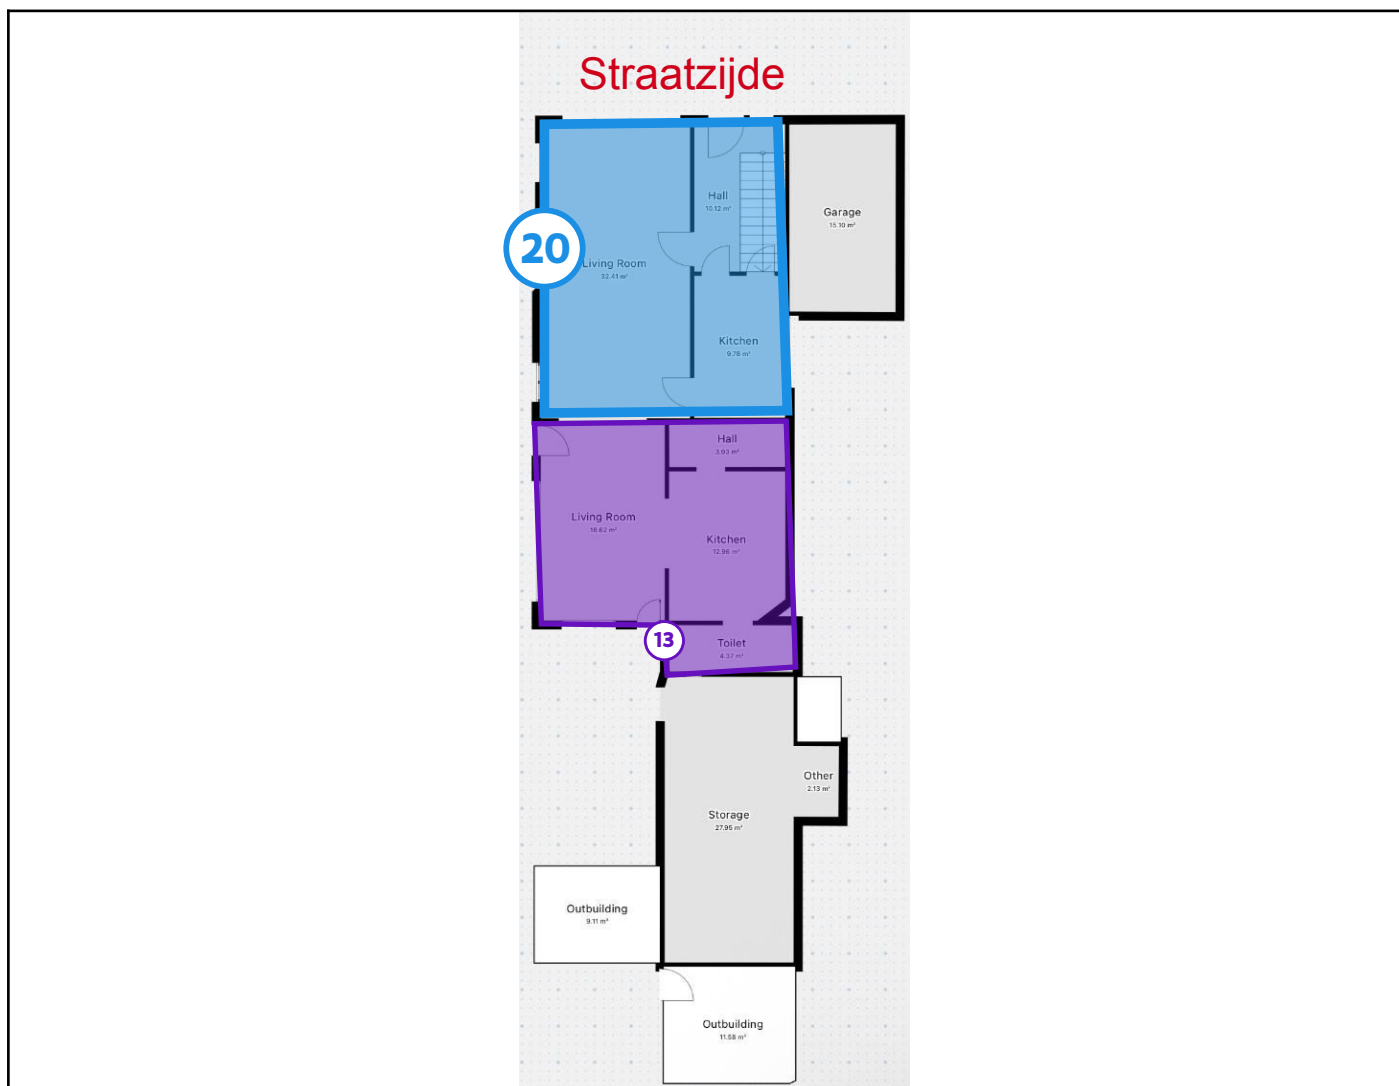 Straatzijde
Hall
10.12 m²
Garage
15.10 m²
20
Living Room
32.41 m²
Kitchen
9.78 m²
Hall
3.93 m²
Living Room
18.62 m²
Kitchen
12.96 m²
13
Toilet
4.37 m²
Other
2.13 m²
Storage
27.95 m²
Outbuilding
9.11 m²
Outbuilding
11.58 m²